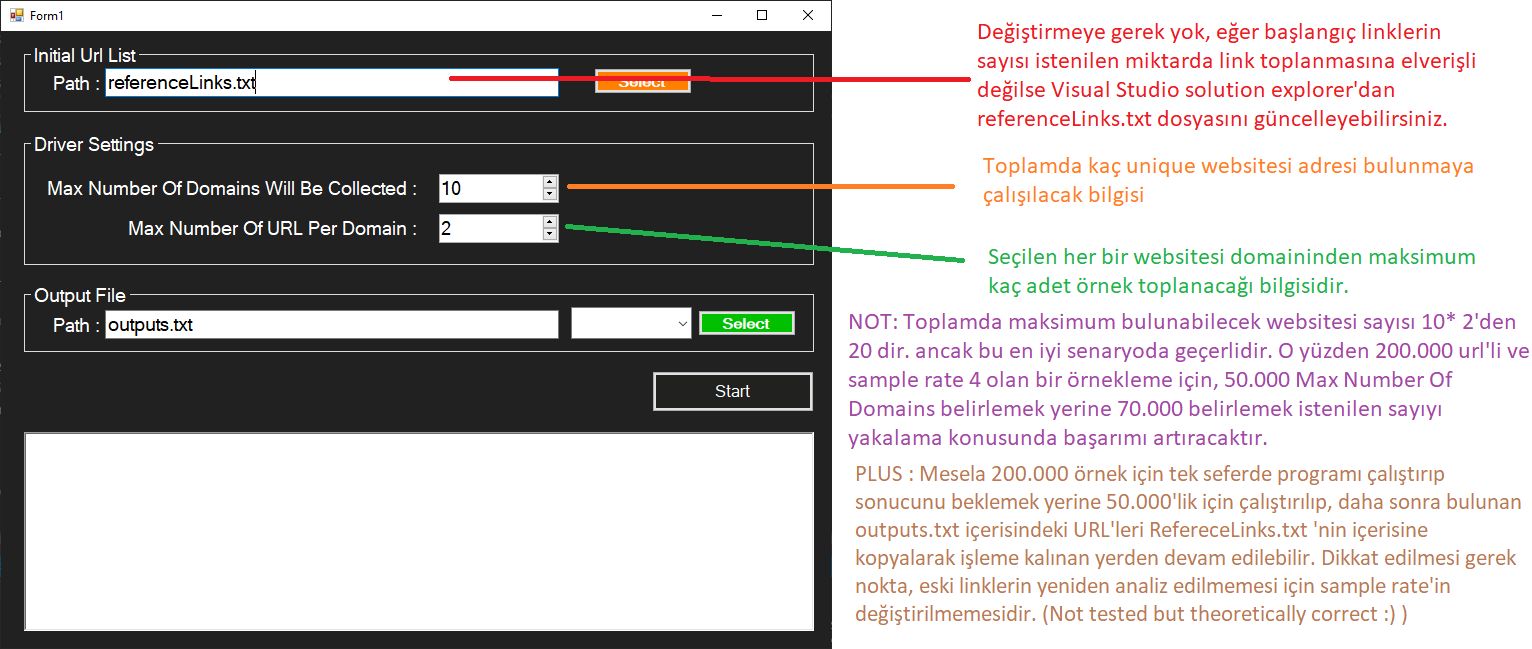 Form1
Initial Url List
Path : referenceLinks.txt
Select
Driver Settings
Max Number Of Domains Will Be Collected : 10
Max Number Of URL Per Domain : 2
Output File
Path : outputs.txt
Select
Start
Değiştirmeye gerek yok, eğer başlangıç linklerin
sayısı istenilen miktarda link toplanmasına elverişli
değilse Visual Studio solution explorer'dan
referenceLinks.txt dosyasını güncelleyebilirsiniz.
Toplamda kaç unique websitesi adresi bulunmaya
çalışılacak bilgisi
Seçilen her bir websitesi domaininden maksimum
kaç adet örnek toplanacağı bilgisidir.
NOT: Toplamda maksimum bulunabilecek websitesi sayısı 10* 2'den
20 dir. ancak bu en iyi senaryoda geçerlidir. O yüzden 200.000 url'li ve
sample rate 4 olan bir örnekleme için, 50.000 Max Number Of
Domains belirlemek yerine 70.000 belirlemek istenilen sayıyı
yakalama konusunda başarımı artıracaktır.
PLUS : Mesela 200.000 örnek için tek seferde programı çalıştırıp
sonucunu beklemek yerine 50.000'lik için çalıştırılıp, daha sonra bulunan
outputs.txt içerisindeki URL'leri RefereceLinks.txt 'nin içerisine
kopyalarak işleme kalınan yerden devam edilebilir. Dikkat edilmesi gerek
nokta, eski linklerin yeniden analiz edilmemesi için sample rate'in
değiştirilmemesidir. (Not tested but theoretically correct :) )